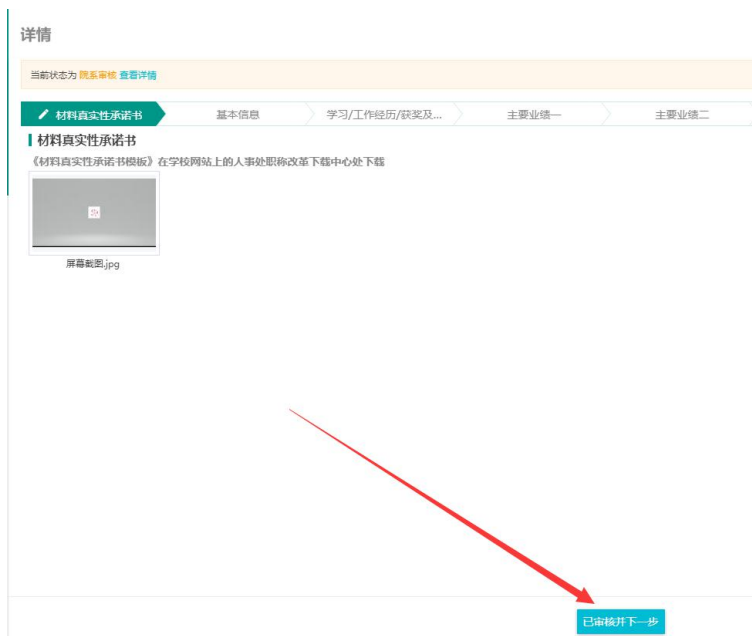 详情
当前状态为 院系审核 查看详情
材料真实性承诺书 基本信息 学习/工作经历/获奖及... 主要业绩一 主要业绩二
材料真实性承诺书
《材料真实性承诺书模板》在学校网站上的人事处职称改革下载中心处下载
屏幕截图.jpg
已审核并下一步